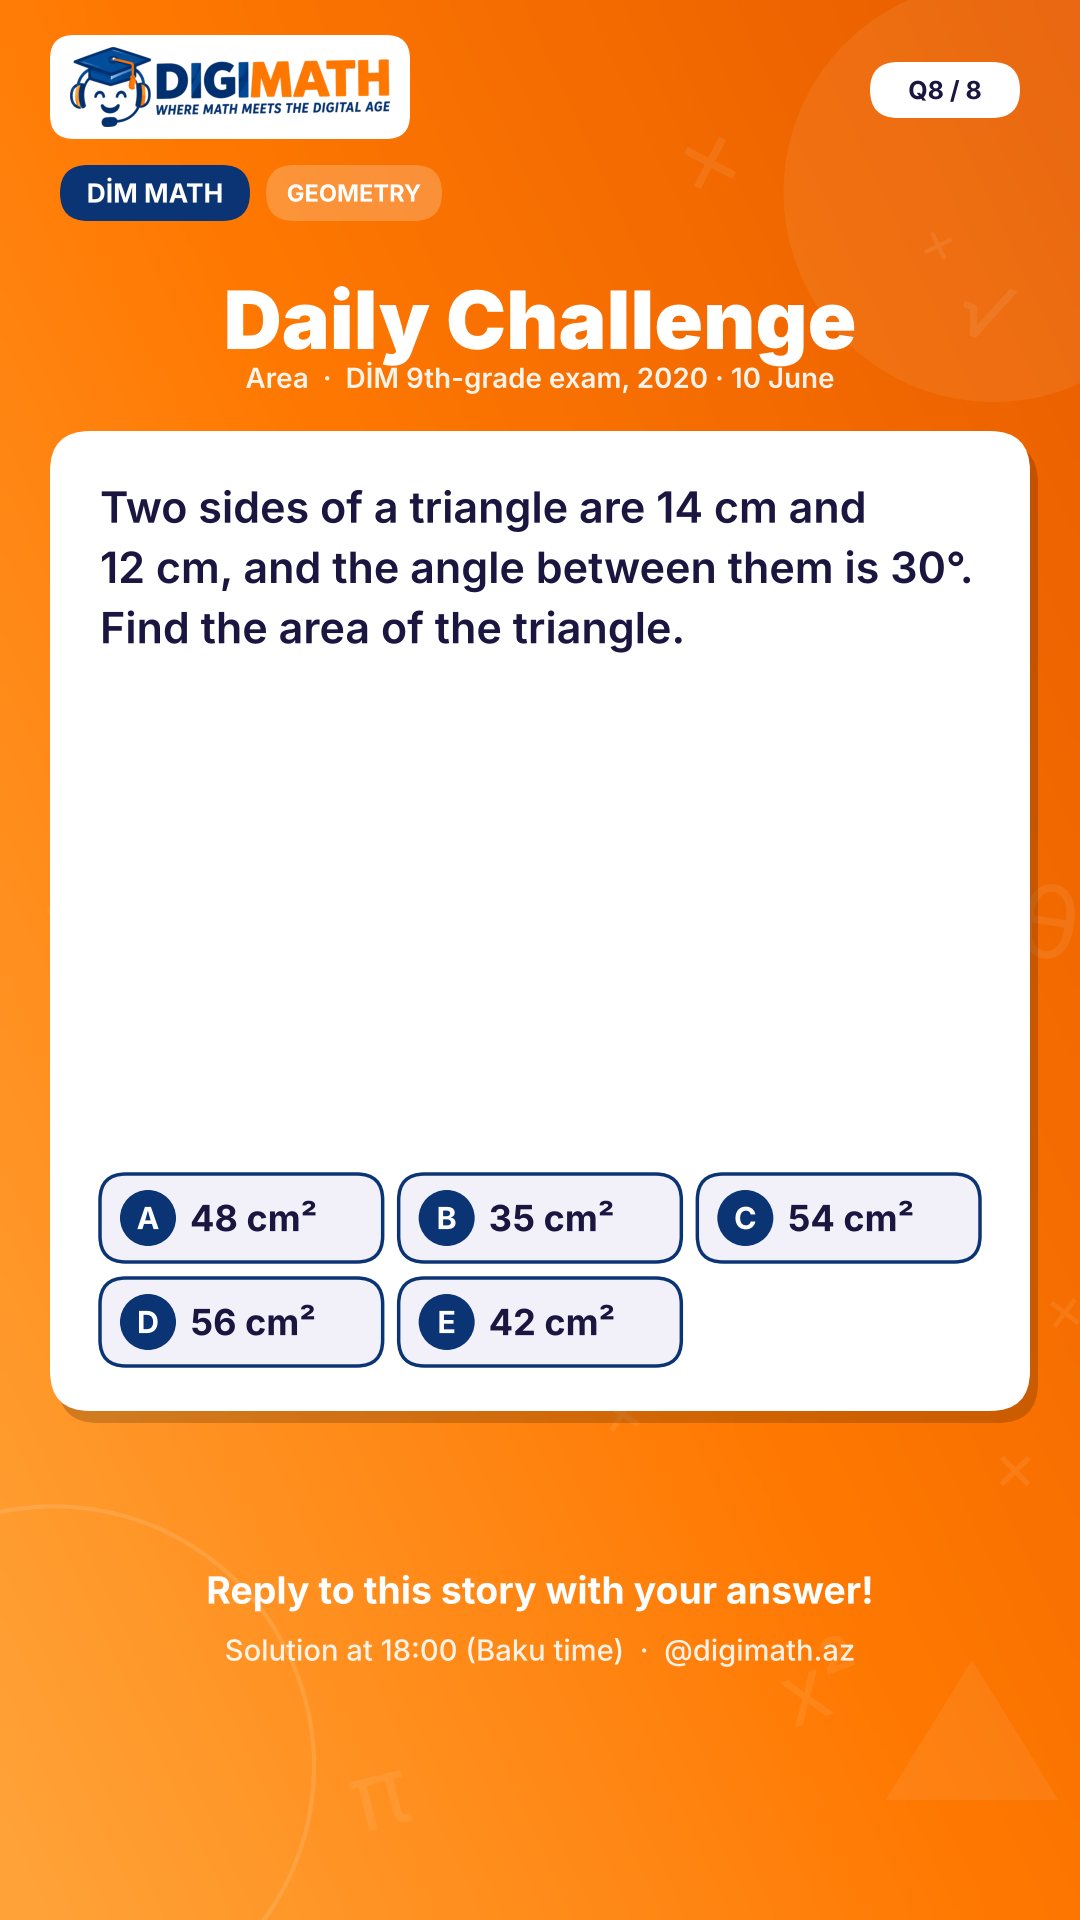 DIGIMATH
WHERE MATH MEETS THE DIGITAL AGE
Q8 / 8
DİM MATH
GEOMETRY
Daily Challenge
Area · DİM 9th-grade exam, 2020 · 10 June
Two sides of a triangle are 14 cm and
12 cm, and the angle between them is 30°.
Find the area of the triangle.
A 48 cm²
B 35 cm²
C 54 cm²
D 56 cm²
E 42 cm²
Reply to this story with your answer!
Solution at 18:00 (Baku time) · @digimath.az
θ
x²
π